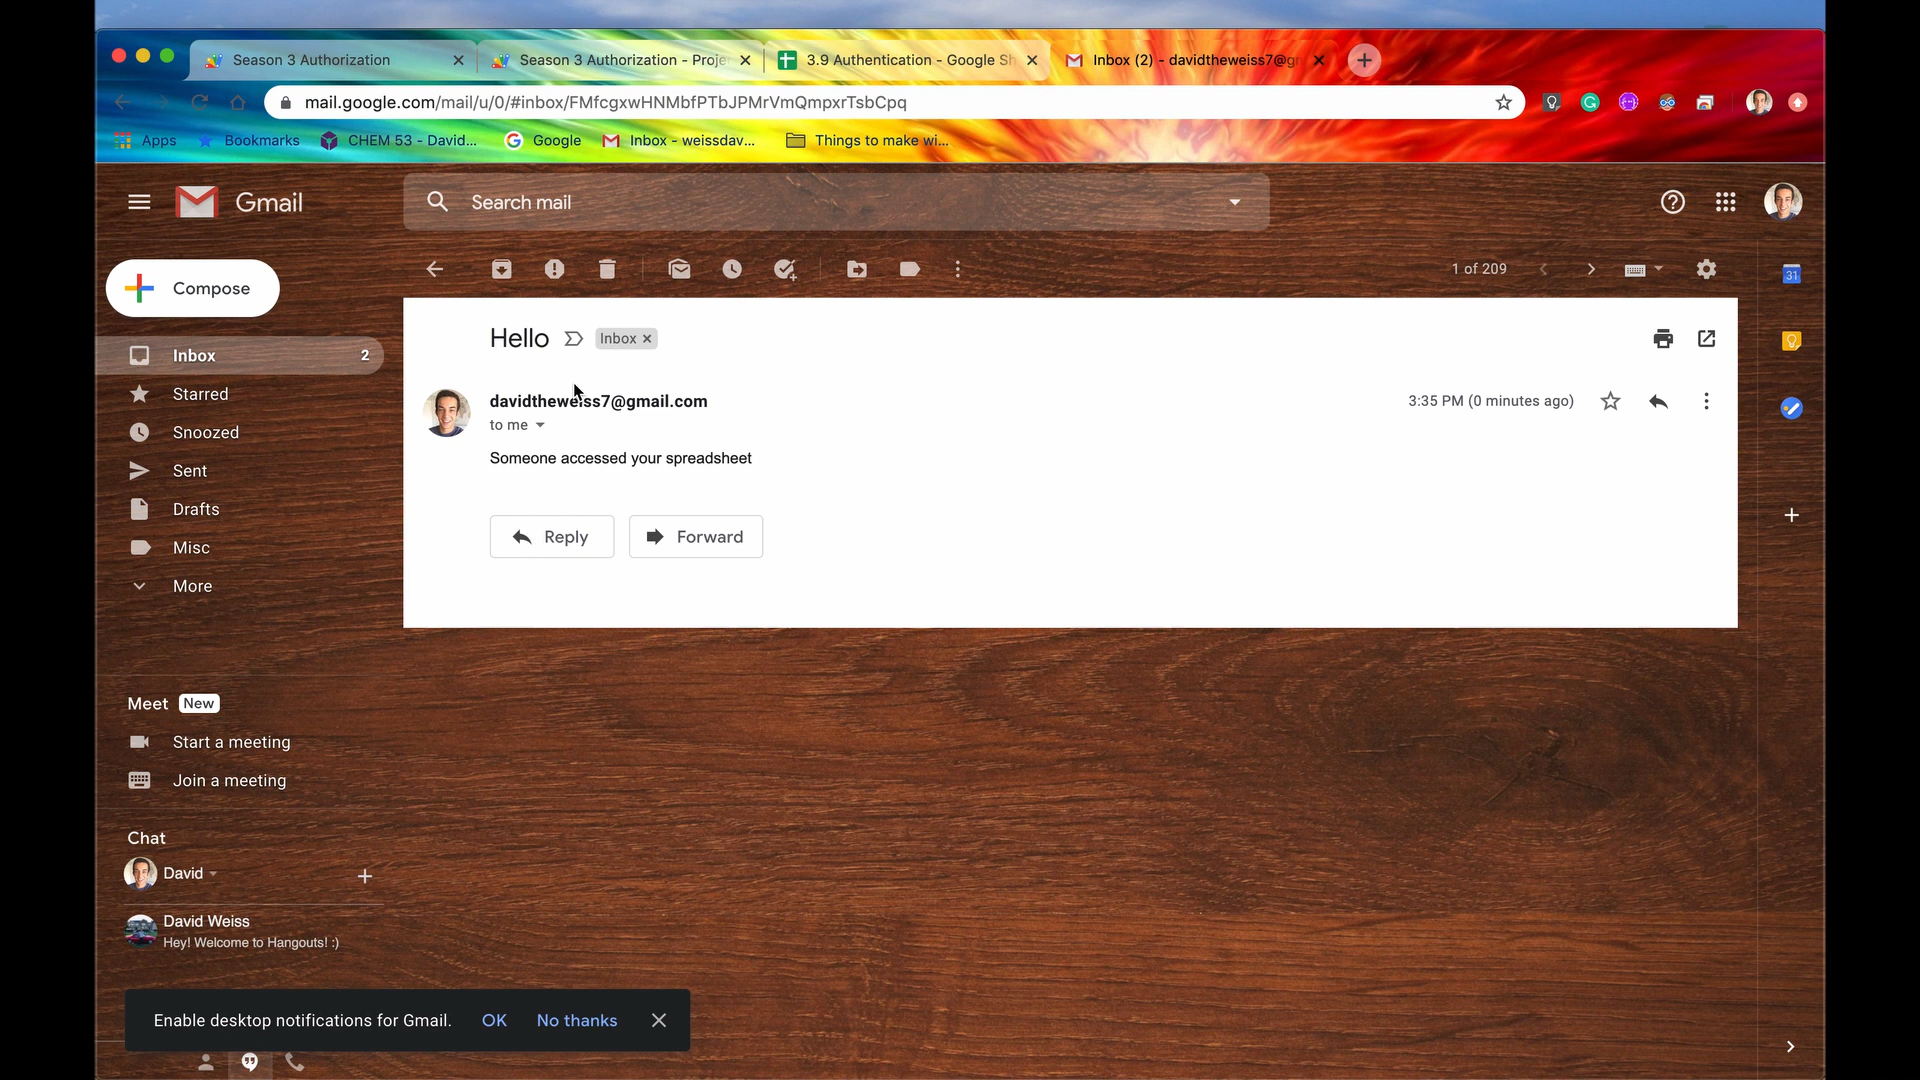 Season 3 Authorization
Season 3 Authorization - Proje
3.9 Authentication - Google Sh
Inbox (2) - davidtheweiss7@gr
mail.google.com/mail/u/0/#inbox/FMfcgxwHNMbfPTbJPMrVmQmpxrTsbCpq
Apps
Bookmarks
CHEM 53 - David...
Google
Inbox - weissdav...
Things to make wi...
Gmail
Search mail
Compose
1 of 209
31
Inbox 2
Starred
Snoozed
Sent
Drafts
Misc
More
Hello
Inbox ×
davidtheweiss7@gmail.com
3:35 PM (0 minutes ago)
to me
Someone accessed your spreadsheet
Reply
Forward
Meet New
Start a meeting
Join a meeting
Chat
David
David Weiss
Hey! Welcome to Hangouts! :)
Enable desktop notifications for Gmail.
OK
No thanks